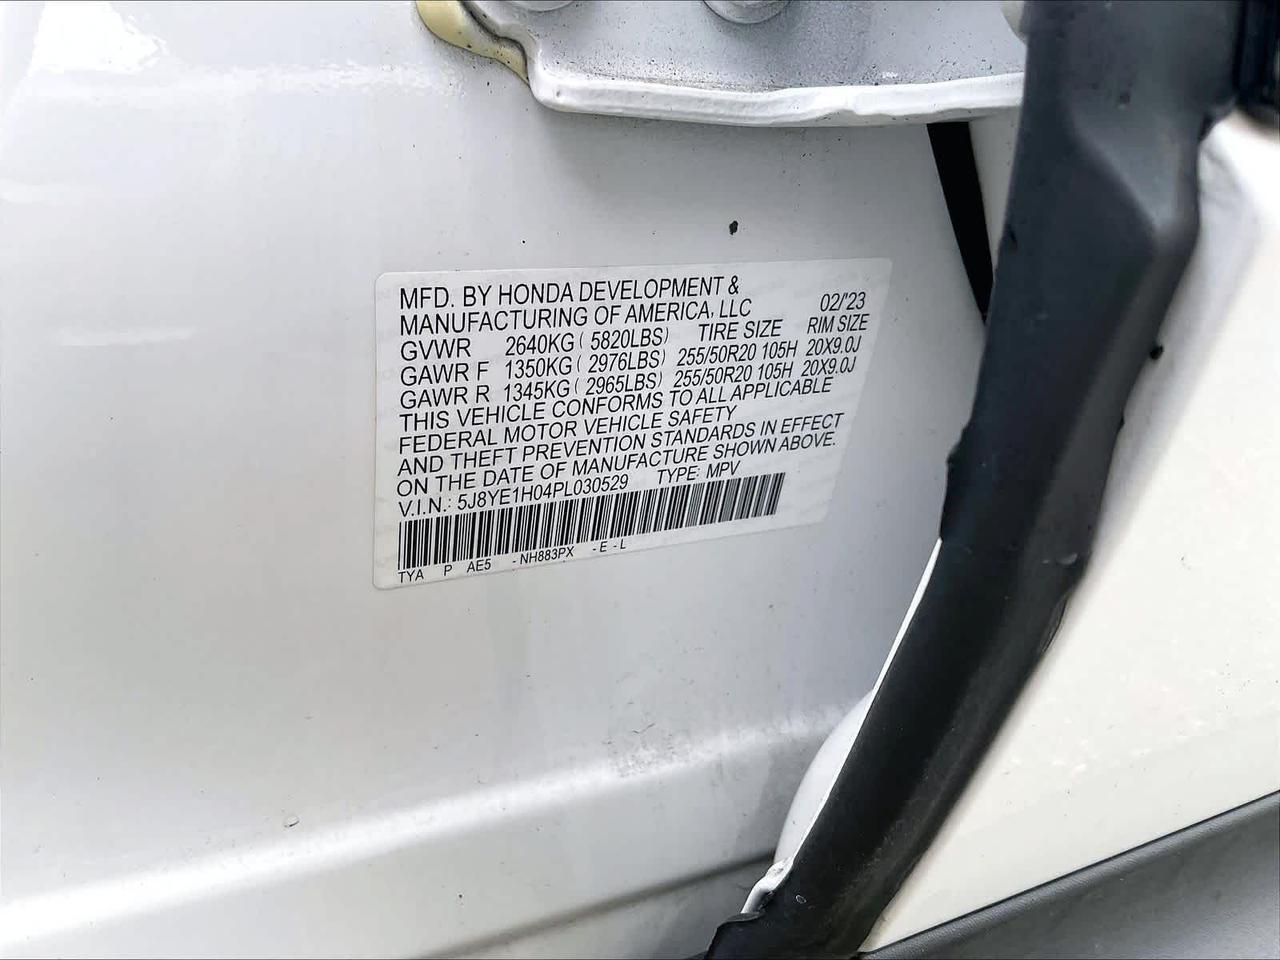 MFD. BY HONDA DEVELOPMENT &
MANUFACTURING OF AMERICA, LLC 02/'23
GVWR 2640KG ( 5820LBS) TIRE SIZE RIM SIZE
GAWR F 1350KG ( 2976LBS) 255/50R20 105H 20X9.0J
GAWR R 1345KG ( 2965LBS) 255/50R20 105H 20X9.0J
THIS VEHICLE CONFORMS TO ALL APPLICABLE
FEDERAL MOTOR VEHICLE SAFETY
AND THEFT PREVENTION STANDARDS IN EFFECT
ON THE DATE OF MANUFACTURE SHOWN ABOVE.
V.I.N.: 5J8YE1H04PL030529 TYPE: MPV
TYA P AE5 - NH883PX - E - L